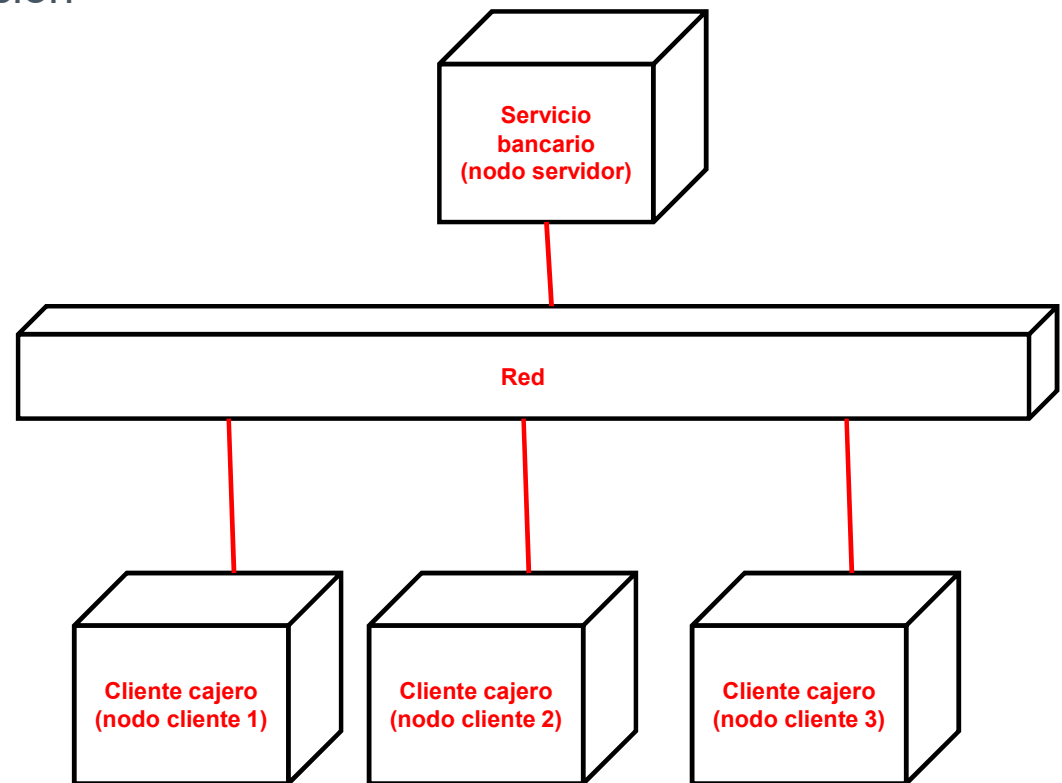 Servicio
bancario
(nodo servidor)
Red
Cliente cajero
(nodo cliente 1)
Cliente cajero
(nodo cliente 2)
Cliente cajero
(nodo cliente 3)